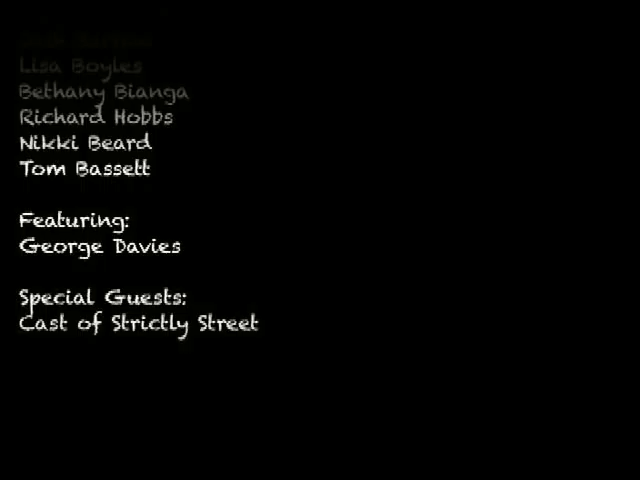 Lisa Boyles
Bethany Bianga
Richard Hobbs
Nikki Beard
Tom Bassett
Featuring:
George Davies
Special Guests:
Cast of Strictly Street